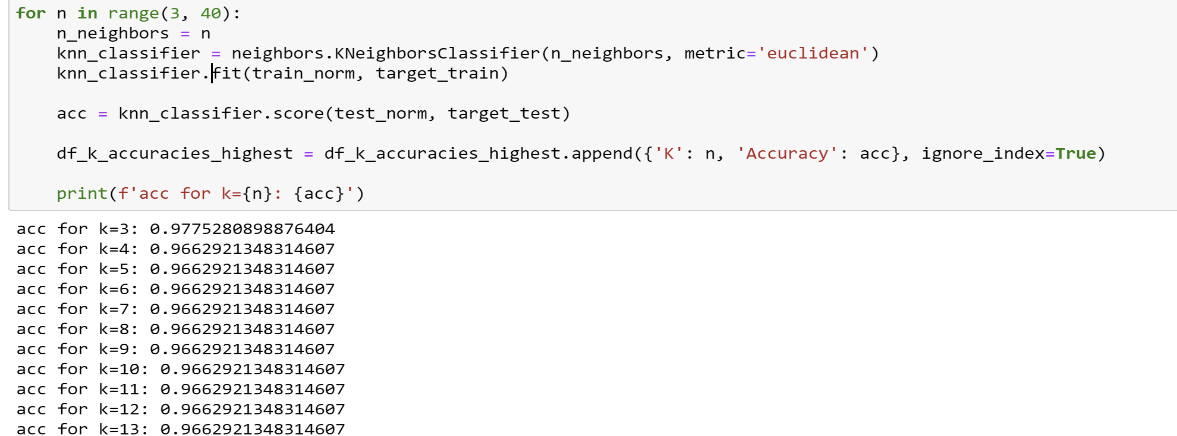 for n in range(3, 40):
    n_neighbors = n
    knn_classifier = neighbors.KNeighborsClassifier(n_neighbors, metric='euclidean')
    knn_classifier.fit(train_norm, target_train)
    acc = knn_classifier.score(test_norm, target_test)
    df_k_accuracies_highest = df_k_accuracies_highest.append({'K': n, 'Accuracy': acc}, ignore_index=True)
    print(f'acc for k={n}: {acc}')
acc for k=3: 0.9775280898876404
acc for k=4: 0.9662921348314607
acc for k=5: 0.9662921348314607
acc for k=6: 0.9662921348314607
acc for k=7: 0.9662921348314607
acc for k=8: 0.9662921348314607
acc for k=9: 0.9662921348314607
acc for k=10: 0.9662921348314607
acc for k=11: 0.9662921348314607
acc for k=12: 0.9662921348314607
acc for k=13: 0.9662921348314607